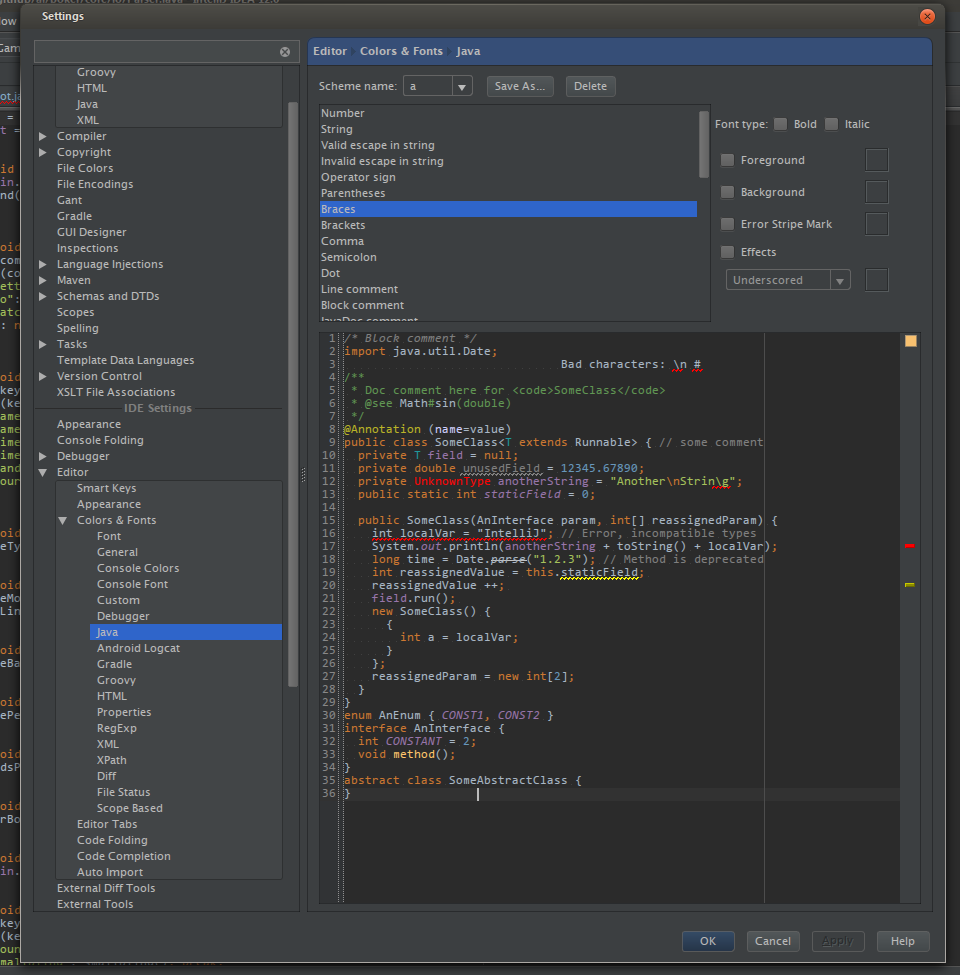 Settings
Groovy
HTML
Java
XML
Compiler
Copyright
File Colors
File Encodings
Gant
Gradle
GUI Designer
Inspections
Language Injections
Maven
Schemas and DTDs
Scopes
Spelling
Tasks
Template Data Languages
Version Control
XSLT File Associations
IDE Settings
Appearance
Console Folding
Debugger
Editor
Smart Keys
Appearance
Colors & Fonts
Font
General
Console Colors
Console Font
Custom
Debugger
Java
Android Logcat
Gradle
Groovy
HTML
Properties
RegExp
XML
XPath
Diff
File Status
Scope Based
Editor Tabs
Code Folding
Code Completion
Auto Import
External Diff Tools
External Tools
Editor › Colors & Fonts › Java
Scheme name: a Save As... Delete
Number
String
Valid escape in string
Invalid escape in string
Operator sign
Parentheses
Braces
Brackets
Comma
Semicolon
Dot
Line comment
Block comment
JavaDoc comment
Font type: Bold Italic
Foreground
Background
Error Stripe Mark
Effects
Underscored
1 /* Block comment */
2 import java.util.Date;
3 Bad characters: \n #
4 /**
5 * Doc comment here for <code>SomeClass</code>
6 * @see Math#sin(double)
7 */
8 @Annotation (name=value)
9 public class SomeClass<T extends Runnable> { // some comment
10 private T field = null;
11 private double unusedField = 12345.67890;
12 private UnknownType anotherString = "Another\nStrin\g";
13 public static int staticField = 0;
14
15 public SomeClass(AnInterface param, int[] reassignedParam) {
16 int localVar = "IntelliJ"; // Error, incompatible types
17 System.out.println(anotherString + toString() + localVar);
18 long time = Date.parse("1.2.3"); // Method is deprecated
19 int reassignedValue = this.staticField;
20 reassignedValue ++;
21 field.run();
22 new SomeClass() {
23 {
24 int a = localVar;
25 }
26 };
27 reassignedParam = new int[2];
28 }
29 }
30 enum AnEnum { CONST1, CONST2 }
31 interface AnInterface {
32 int CONSTANT = 2;
33 void method();
34 }
35 abstract class SomeAbstractClass {
36 }
OK Cancel Apply Help